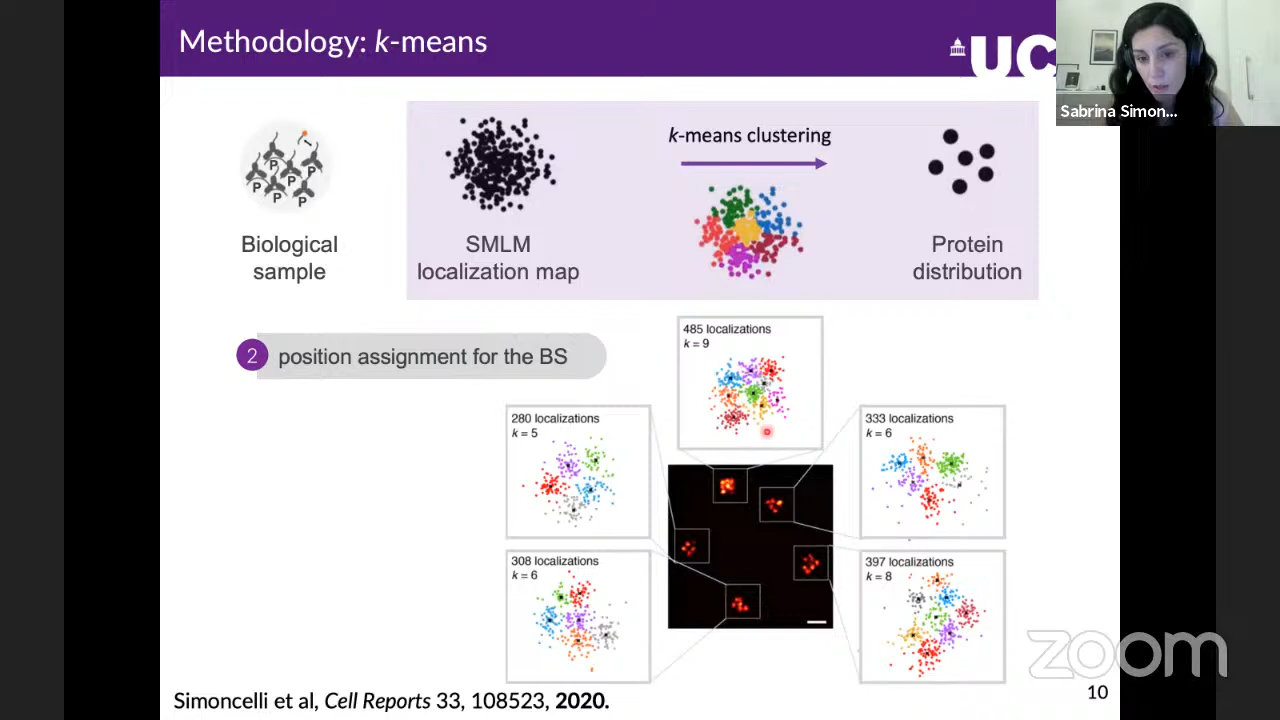 Methodology: k-means
UC
Sabrina Simon...
k-means clustering
P
P
P
P
P
P
P
Biological
sample
SMLM
localization map
Protein
distribution
2 position assignment for the BS
485 localizations
k = 9
280 localizations
k = 5
333 localizations
k = 6
308 localizations
k = 6
397 localizations
k = 8
zoom
Simoncelli et al, Cell Reports 33, 108523, 2020.
10